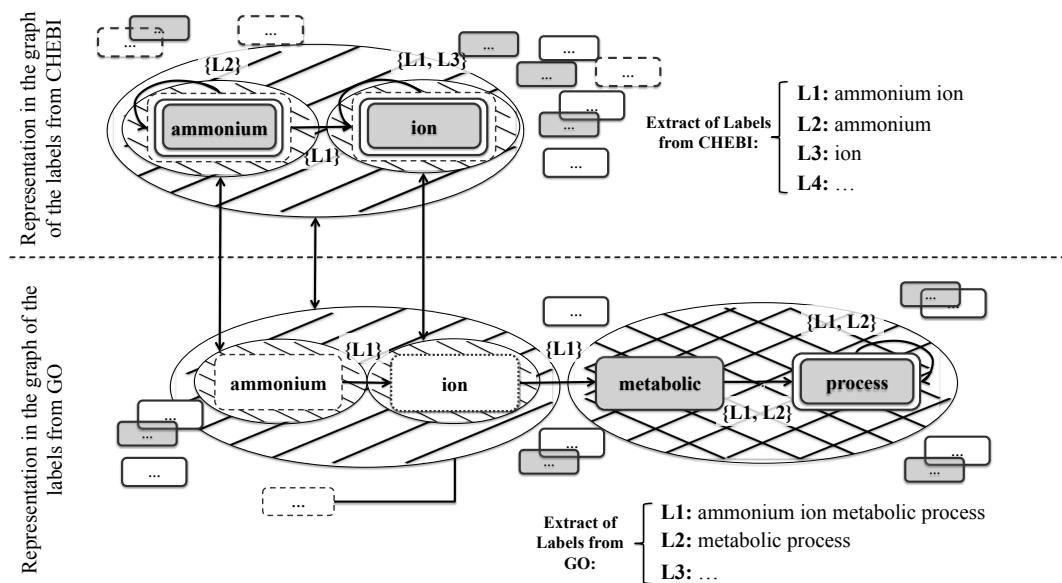 Representation in the graph
of the labels from CHEBI
...
...
...
...
...
...
...
...
...
...
...
{L2}
{L1, L3}
ammonium
ion
{L1}
Extract of Labels
from CHEBI:
L1: ammonium ion
L2: ammonium
L3: ion
L4: ...
Representation in the graph of the
labels from GO
...
...
...
{L1, L2}
{L1}
{L1}
ammonium
ion
metabolic
process
{L1, L2}
...
...
...
...
...
...
...
...
...
Extract of
Labels from
GO:
L1: ammonium ion metabolic process
L2: metabolic process
L3: ...